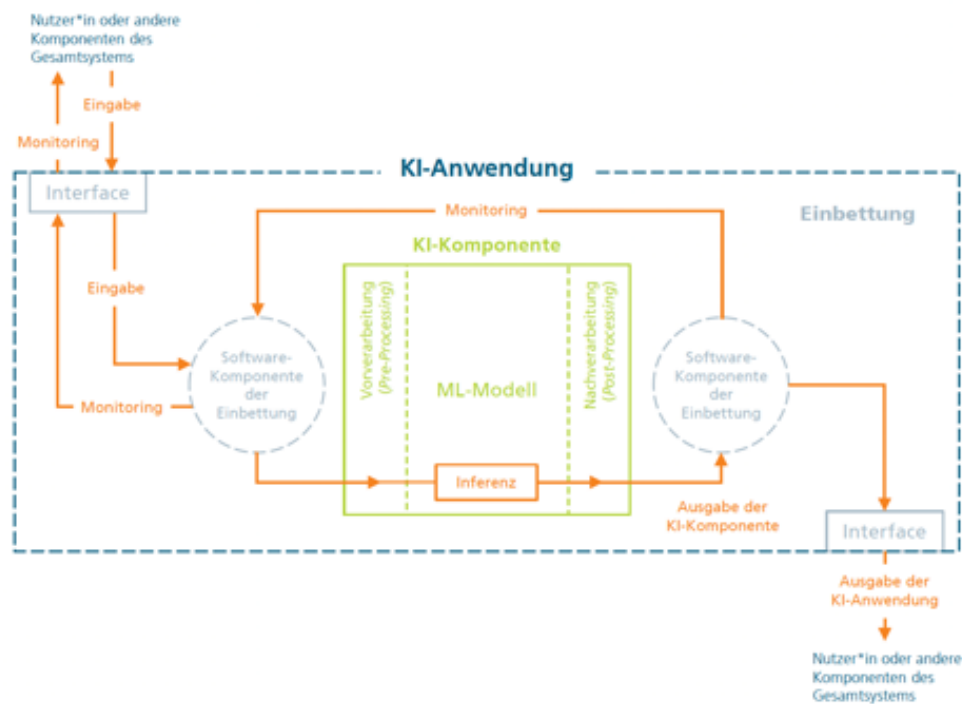 Nutzer*in oder andere
Komponenten des
Gesamtsystems
Eingabe
Monitoring
KI-Anwendung
Interface
Monitoring
Einbettung
KI-Komponente
Eingabe
Vorverarbeitung
(Pre-Processing)
Nachverarbeitung
(Post-Processing)
Software-
Komponente
der
Einbettung
ML-Modell
Software-
Komponente
der
Einbettung
Monitoring
Inferenz
Ausgabe der
KI-Komponente
Interface
Ausgabe der
KI-Anwendung
Nutzer*in oder andere
Komponenten des
Gesamtsystems